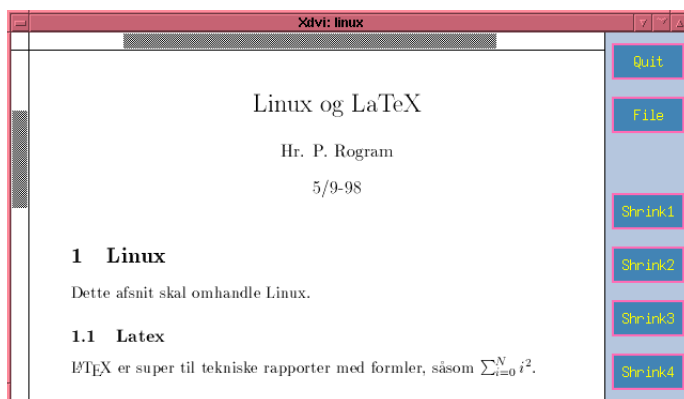 Xdvi: linux
Quit
File
Shrink1
Shrink2
Shrink3
Shrink4
Linux og LaTeX
Hr. P. Rogram
5/9-98
1 Linux
Dette afsnit skal omhandle Linux.
1.1 Latex
LATEX er super til tekniske rapporter med formler, såsom ∑_{i=0}^{N} i².